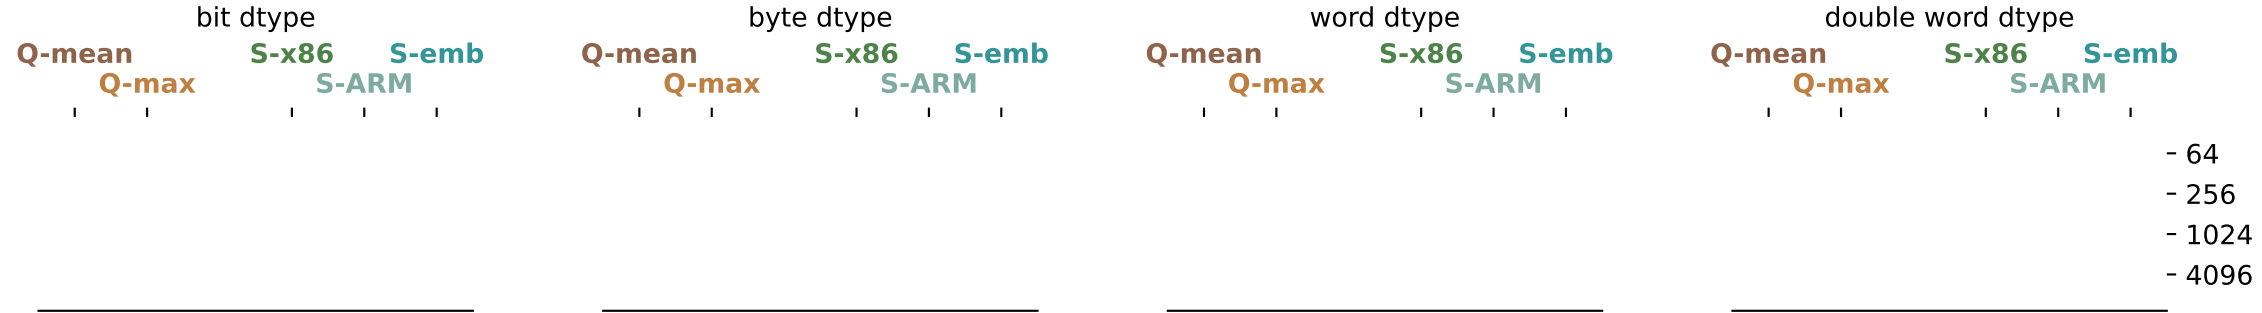 bit dtype byte dtype word dtype double word dtype
Q-mean S-x86 S-emb Q-mean S-x86 S-emb Q-mean S-x86 S-emb Q-mean S-x86 S-emb
Q-max S-ARM Q-max S-ARM Q-max S-ARM Q-max S-ARM
64
256
1024
4096